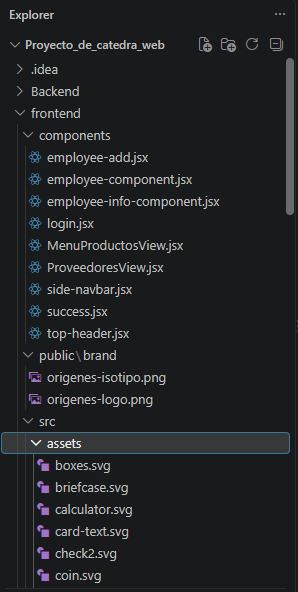 Explorer
Proyecto_de_catedra_web
.idea
Backend
frontend
components
employee-add.jsx
employee-component.jsx
employee-info-component.jsx
login.jsx
MenuProductosView.jsx
ProveedoresView.jsx
side-navbar.jsx
success.jsx
top-header.jsx
public\brand
origenes-isotipo.png
origenes-logo.png
src
assets
boxes.svg
briefcase.svg
calculator.svg
card-text.svg
check2.svg
coin.svg